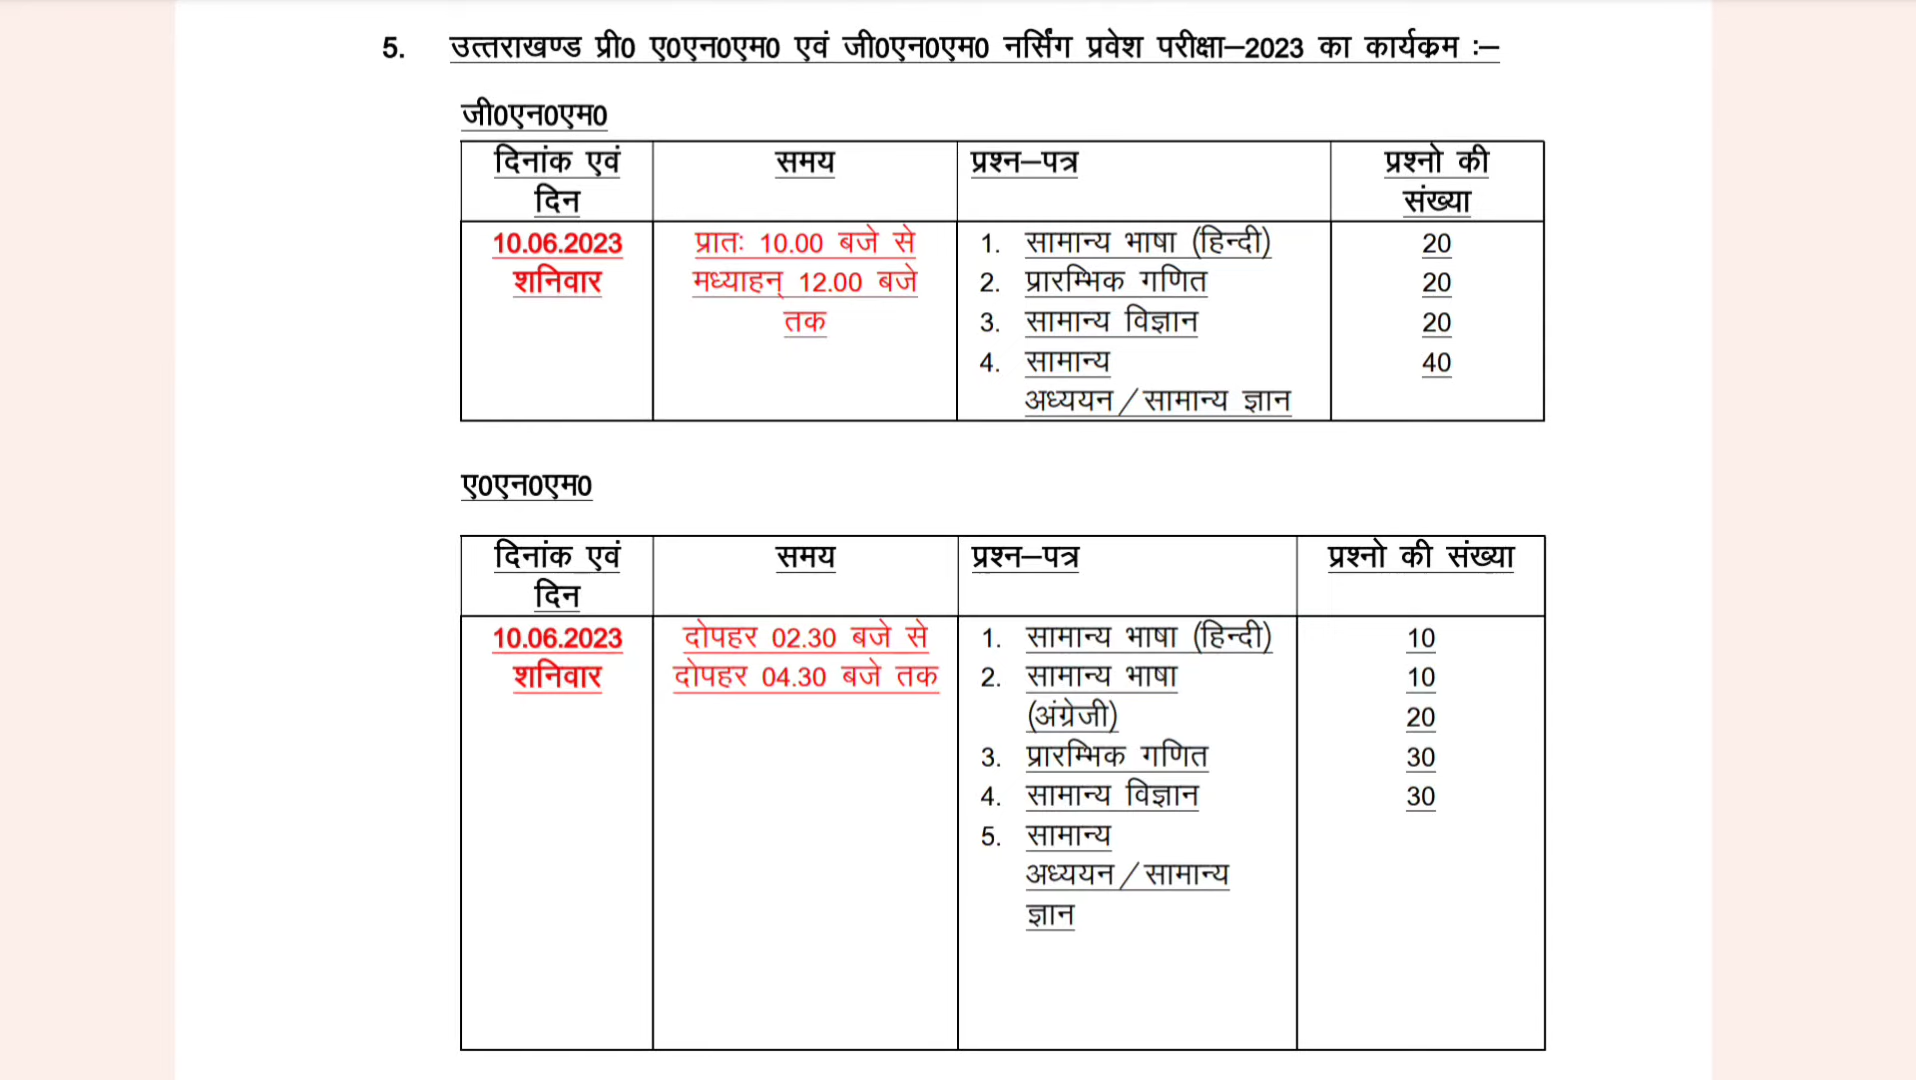 5. उत्तराखण्ड प्री0 ए0एन0एम0 एवं जी0एन0एम0 नर्सिंग प्रवेश परीक्षा–2023 का कार्यक्रम :–
जी0एन0एम0
दिनांक एवं दिन
समय
प्रश्न–पत्र
प्रश्नो की संख्या
10.06.2023
शनिवार
प्रातः 10.00 बजे से
मध्याहन् 12.00 बजे
तक
1. सामान्य भाषा (हिन्दी)
2. प्रारम्भिक गणित
3. सामान्य विज्ञान
4. सामान्य
अध्ययन/सामान्य ज्ञान
20
20
20
40
ए0एन0एम0
दिनांक एवं दिन
समय
प्रश्न–पत्र
प्रश्नो की संख्या
10.06.2023
शनिवार
दोपहर 02.30 बजे से
दोपहर 04.30 बजे तक
1. सामान्य भाषा (हिन्दी)
2. सामान्य भाषा
(अंग्रेजी)
3. प्रारम्भिक गणित
4. सामान्य विज्ञान
5. सामान्य
अध्ययन/सामान्य
ज्ञान
10
10
20
30
30